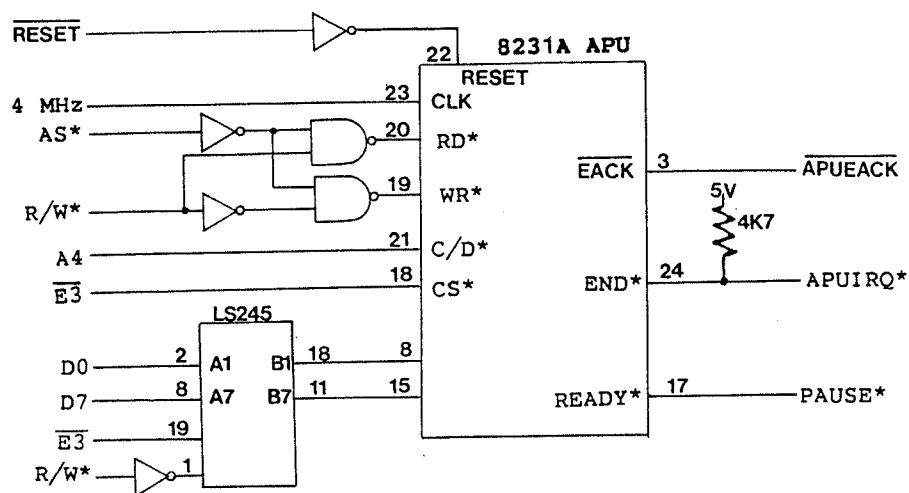 RESET
8231A APU
22
RESET
4 MHz
23
CLK
AS*
20
RD*
EACK
3
APUEACK
19
WR*
R/W*
5V
4K7
21
C/D*
A4
18
CS*
E3
END*
24
APUIRQ*
LS245
D0
2
A1
B1
18
8
D7
8
A7
B7
11
15
READY*
17
PAUSE*
E3
19
R/W*
1